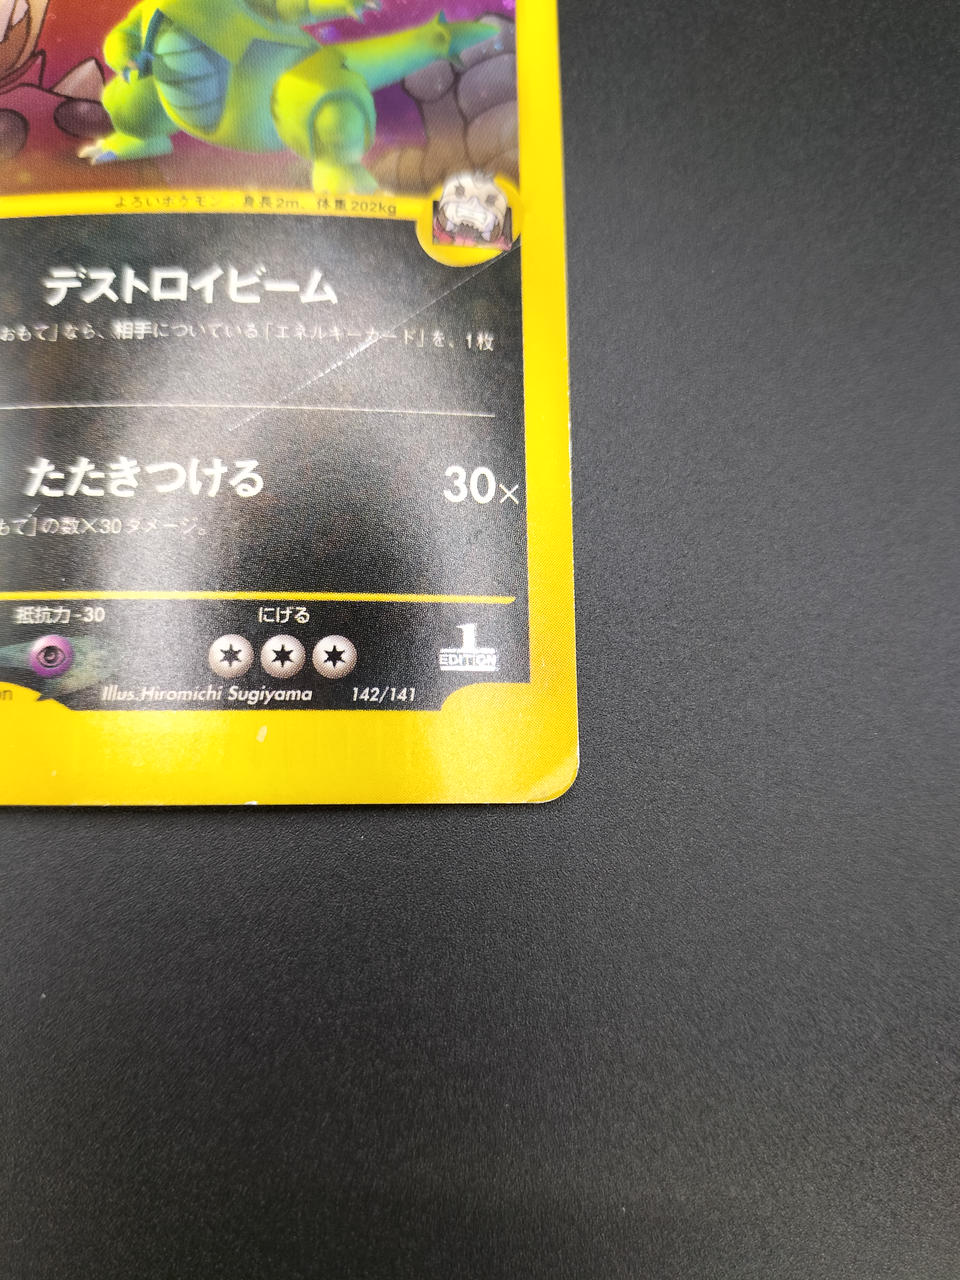 よろいポケモン：身長2m、体重202kg
デストロイビーム
おもて」なら、相手についている「エネルギーカード」を、1枚
たたきつける 30×
もて」の数×30ダメージ。
抵抗力-30 にげる
1 EDITION
on Illus.Hiromichi Sugiyama 142/141